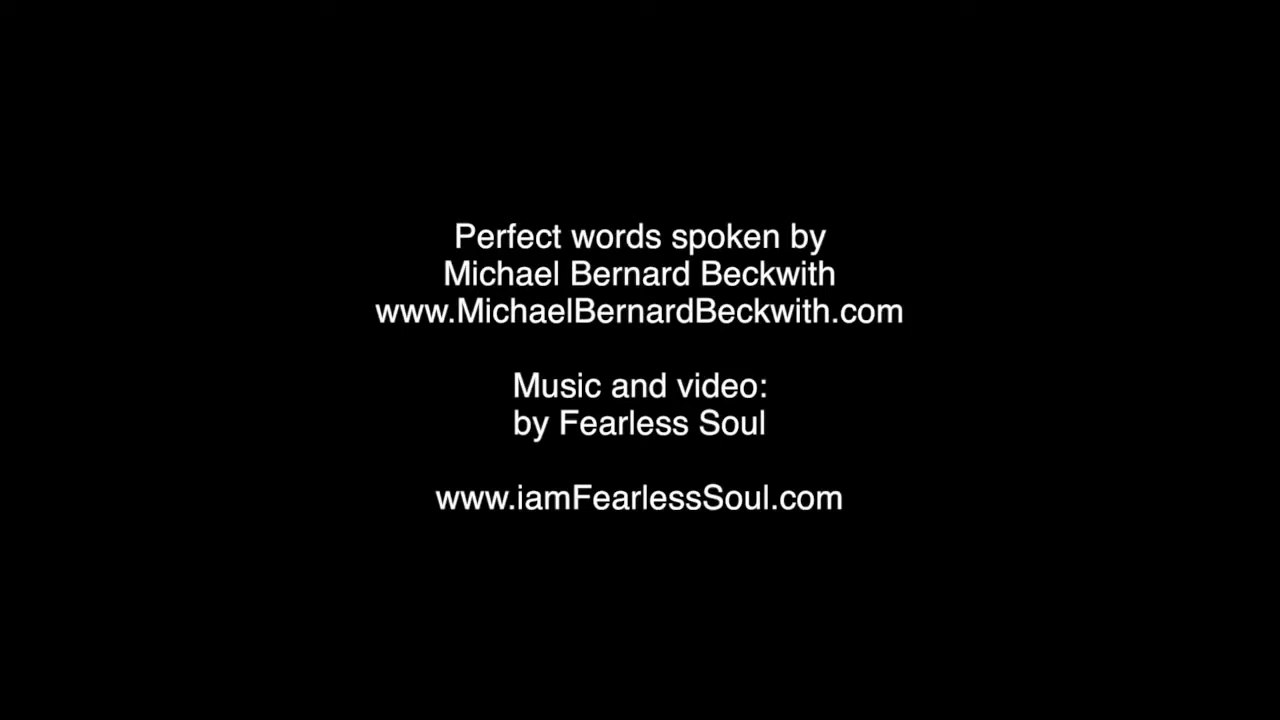 Perfect words spoken by
Michael Bernard Beckwith
www.MichaelBernardBeckwith.com
Music and video:
by Fearless Soul
www.iamFearlessSoul.com